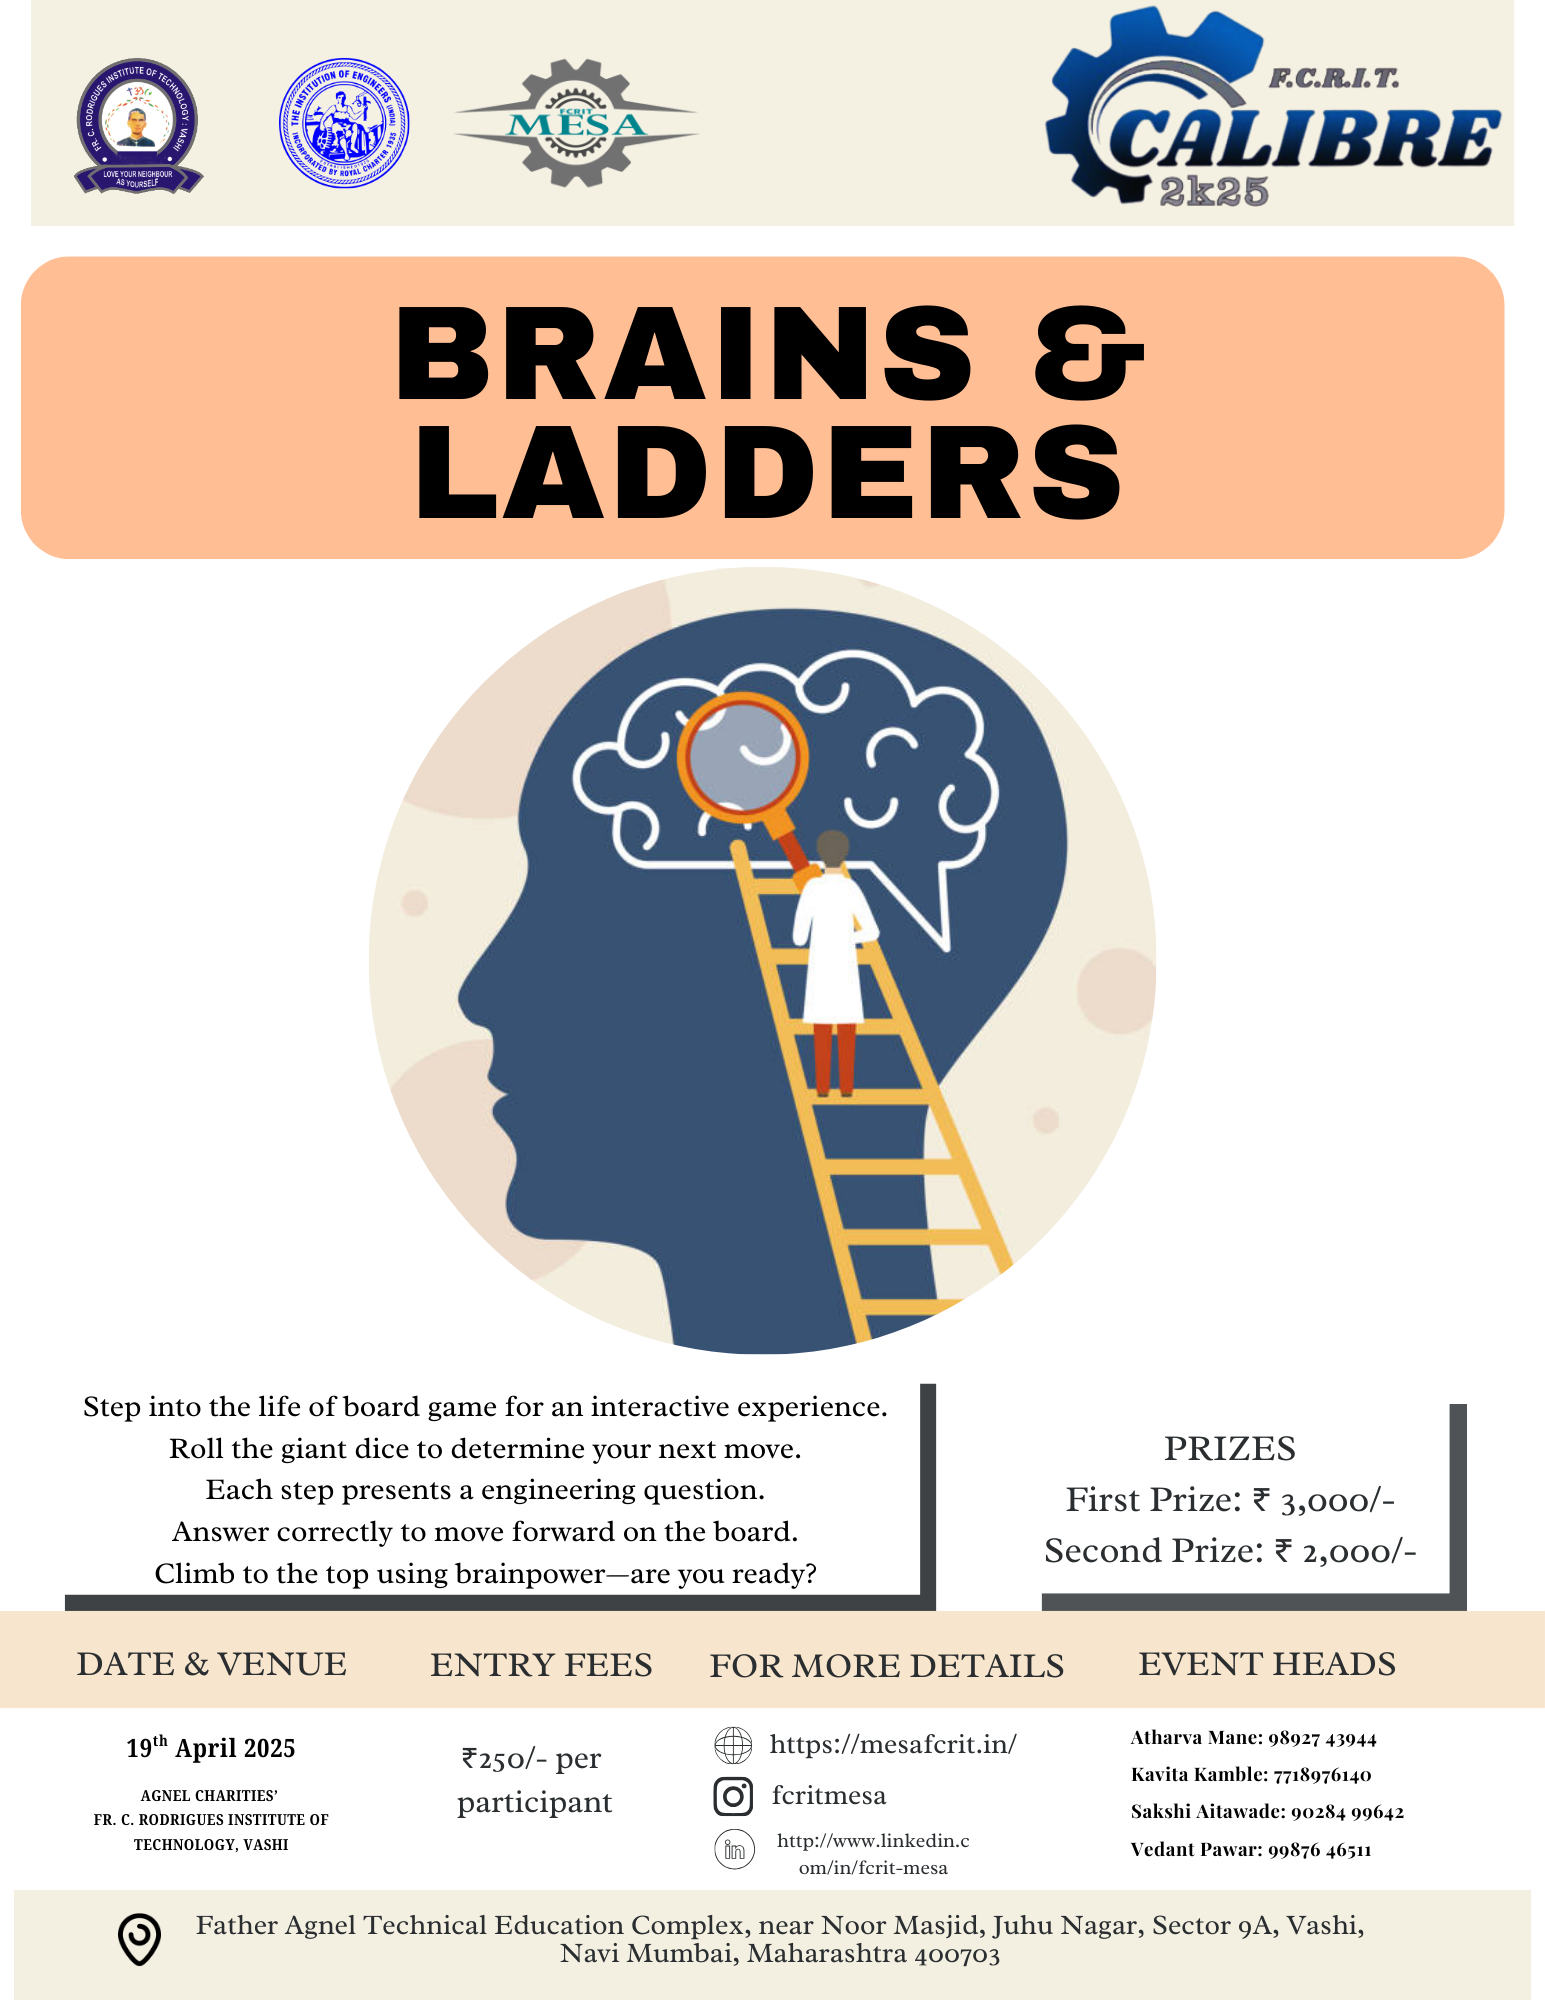 FR. C. RODRIGUES INSTITUTE OF TECHNOLOGY : VASHI
LOVE YOUR NEIGHBOUR
AS YOURSELF
THE INSTITUTION OF ENGINEERS (INDIA)
INCORPORATED BY ROYAL CHARTER 1935
FCRIT
MESA
F.C.R.I.T.
CALIBRE
2k25
BRAINS &
LADDERS
Step into the life of board game for an interactive experience.
Roll the giant dice to determine your next move.
Each step presents a engineering question.
Answer correctly to move forward on the board.
Climb to the top using brainpower—are you ready?
PRIZES
First Prize: ₹ 3,000/-
Second Prize: ₹ 2,000/-
DATE & VENUE
19th April 2025
AGNEL CHARITIES’
FR. C. RODRIGUES INSTITUTE OF
TECHNOLOGY, VASHI
ENTRY FEES
₹250/- per
participant
FOR MORE DETAILS
https://mesafcrit.in/
fcritmesa
in
http://www.linkedin.c
om/in/fcrit-mesa
EVENT HEADS
Atharva Mane: 98927 43944
Kavita Kamble: 7718976140
Sakshi Aitawade: 90284 99642
Vedant Pawar: 99876 46511
Father Agnel Technical Education Complex, near Noor Masjid, Juhu Nagar, Sector 9A, Vashi,
Navi Mumbai, Maharashtra 400703